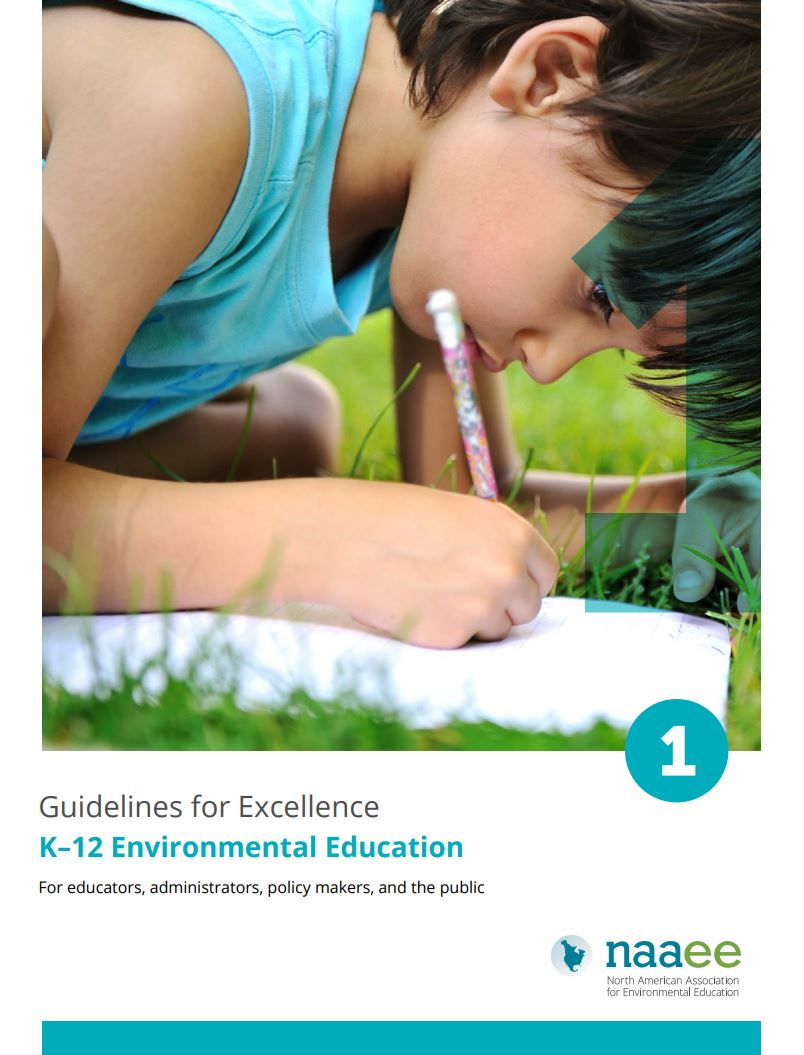 1
Guidelines for Excellence
K–12 Environmental Education
For educators, administrators, policy makers, and the public
naaee
North American Association
for Environmental Education